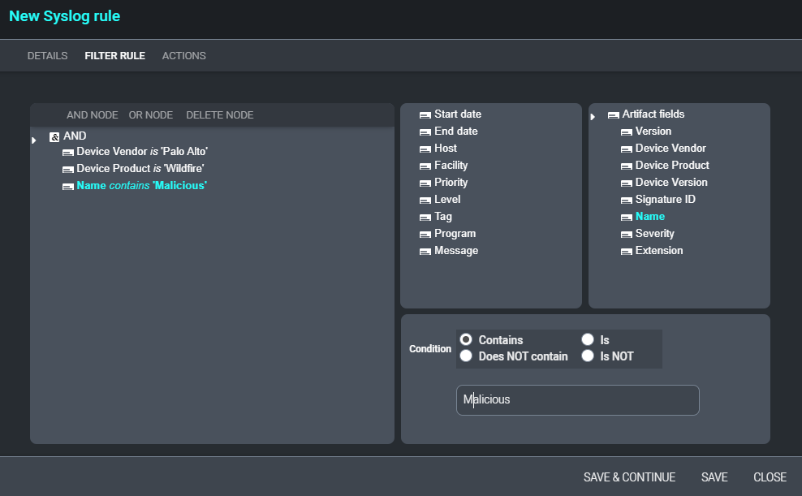 New Syslog rule
DETAILS FILTER RULE ACTIONS
AND NODE OR NODE DELETE NODE
& AND
Device Vendor is 'Palo Alto'
Device Product is 'Wildfire'
Name contains 'Malicious'
Start date
End date
Host
Facility
Priority
Level
Tag
Program
Message
Artifact fields
Version
Device Vendor
Device Product
Device Version
Signature ID
Name
Severity
Extension
Condition
Contains Is
Does NOT contain Is NOT
Malicious
SAVE & CONTINUE SAVE CLOSE